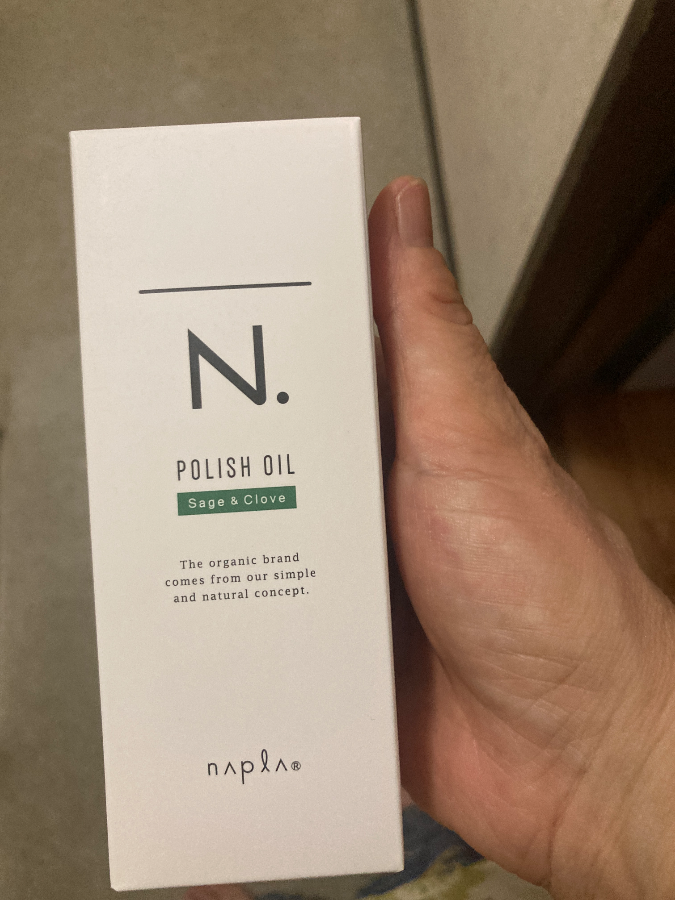 N.
POLISH OIL
Sage & Clove
The organic brand
comes from our simple
and natural concept.
napla®